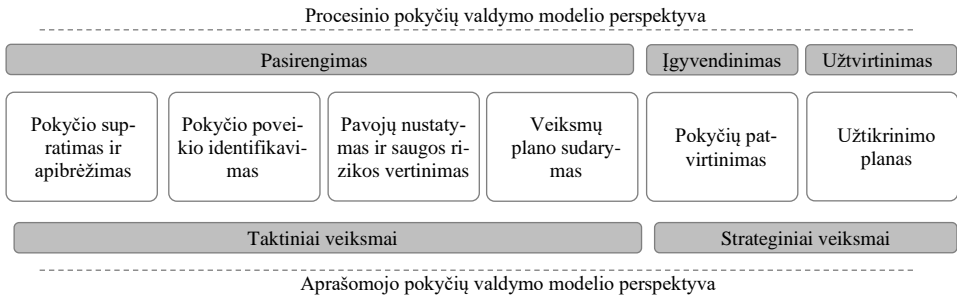 Procesinio pokyčių valdymo modelio perspektyva
Pasirengimas
Įgyvendinimas
Užtvirtinimas
Pokyčio sup-
ratimas ir
apibrėžimas
Pokyčio povei-
kio identifikavi-
mas
Pavojų nustaty-
mas ir saugos ri-
zikos vertinimas
Veiksmų
plano sudary-
mas
Pokyčių pat-
virtinimas
Užtikrinimo
planas
Taktiniai veiksmai
Strateginiai veiksmai
Aprašomojo pokyčių valdymo modelio perspektyva